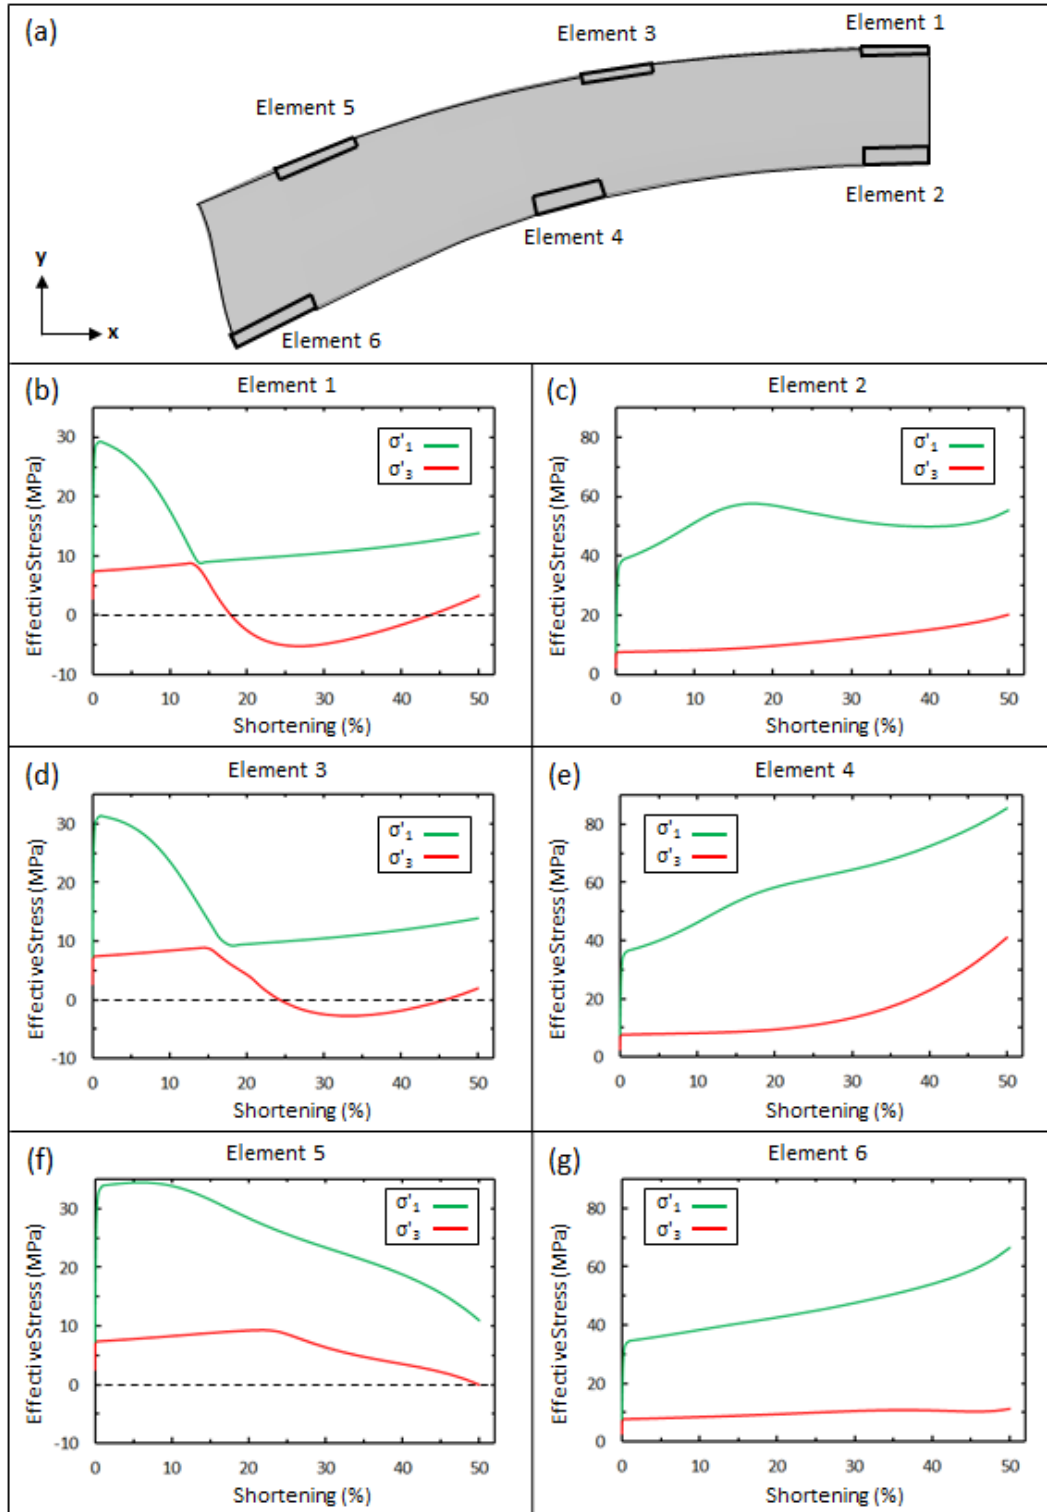 (a)
Element 1
Element 3
Element 5
Element 2
Element 4
Element 6
y
x
(b)
Element 1
σ'1
σ'3
Effective Stress (MPa)
30
20
10
0
-10
0 10 20 30 40 50
Shortening (%)
(c)
Element 2
σ'1
σ'3
Effective Stress (MPa)
80
60
40
20
0
0 10 20 30 40 50
Shortening (%)
(d)
Element 3
σ'1
σ'3
Effective Stress (MPa)
30
20
10
0
-10
0 10 20 30 40 50
Shortening (%)
(e)
Element 4
σ'1
σ'3
Effective Stress (MPa)
80
60
40
20
0
0 10 20 30 40 50
Shortening (%)
(f)
Element 5
σ'1
σ'3
Effective Stress (MPa)
30
20
10
0
-10
0 10 20 30 40 50
Shortening (%)
(g)
Element 6
σ'1
σ'3
Effective Stress (MPa)
80
60
40
20
0
0 10 20 30 40 50
Shortening (%)